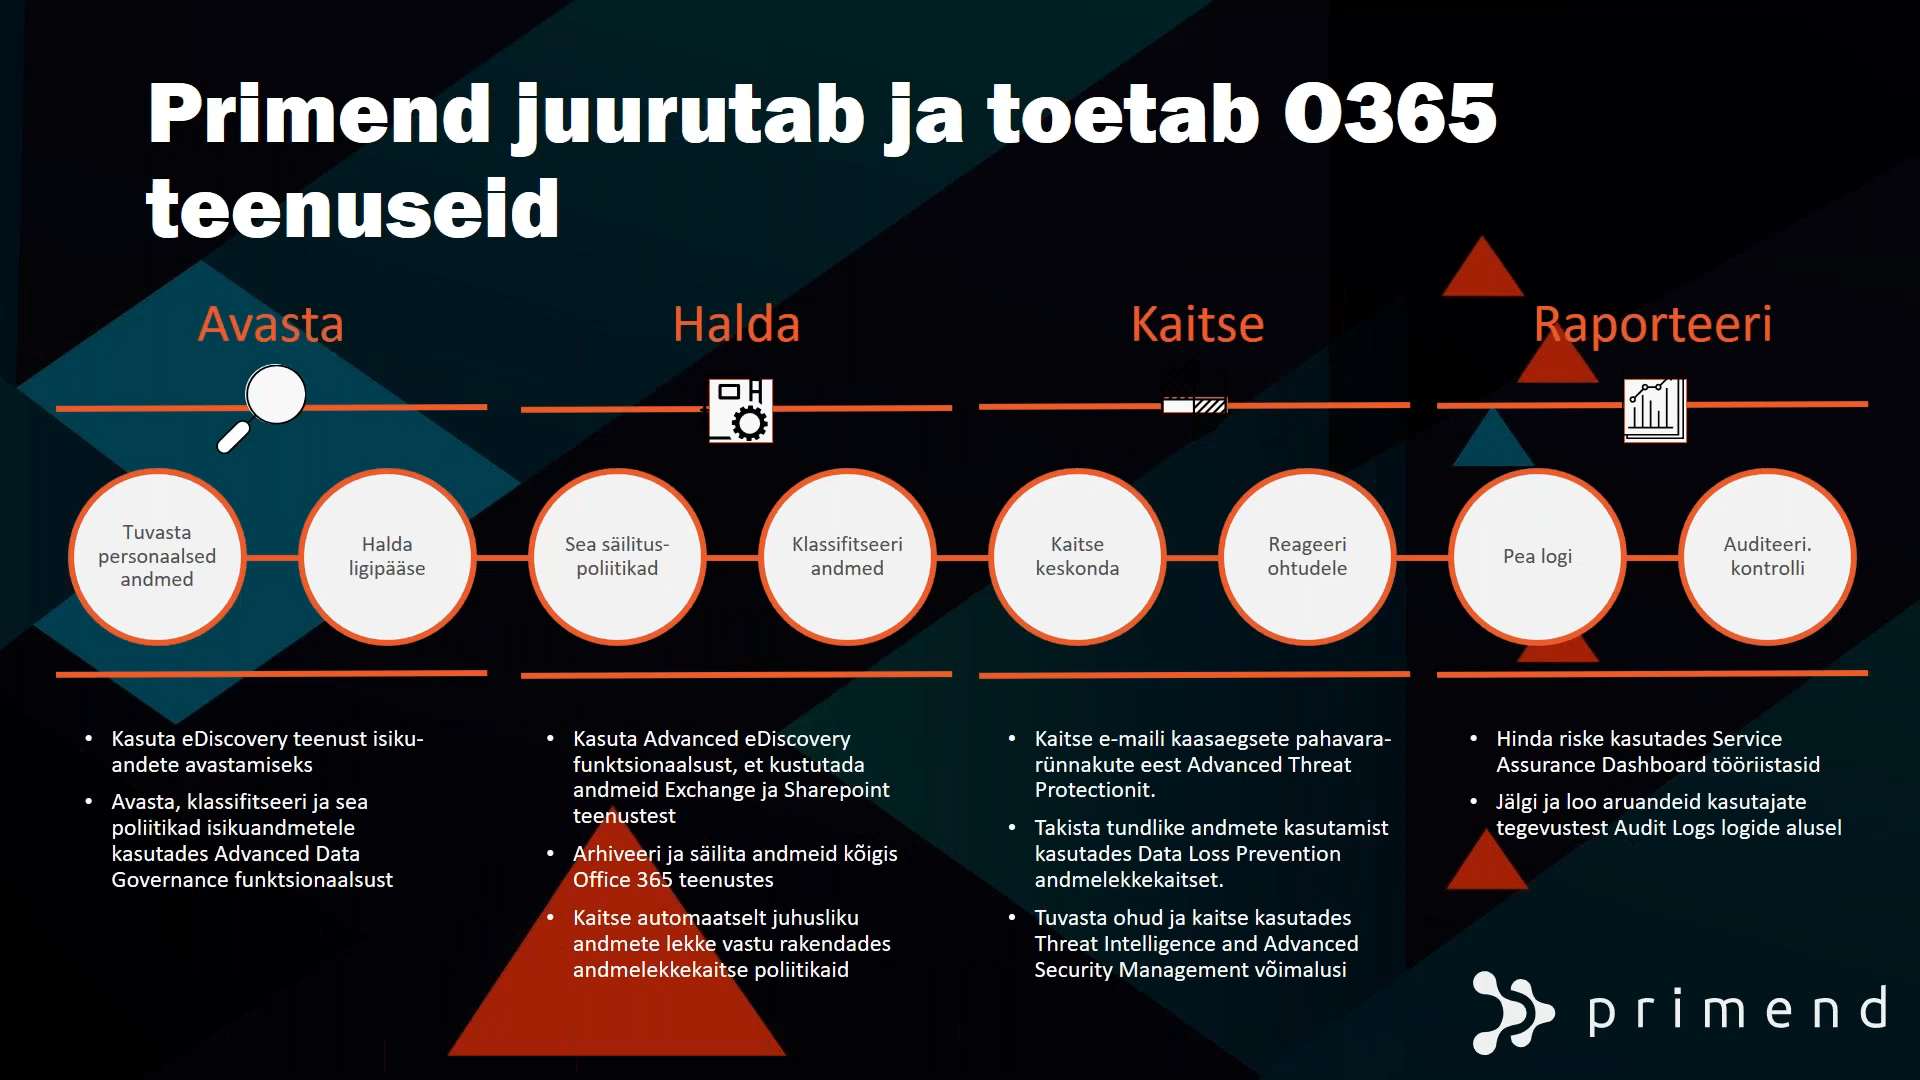 Primend juurutab ja toetab O365
teenuseid
Avasta
Halda
Kaitse
Raporteeri
Tuvasta
personaalsed
andmed
Halda
ligipääse
Sea säilitus-
poliitikad
Klassifitseeri
andmed
Kaitse
keskonda
Reageeri
ohtudele
Pea logi
Auditeeri.
kontrolli
• Kasuta eDiscovery teenust isiku-
andete avastamiseks
• Avasta, klassifitseeri ja sea
poliitikad isikuandmetele
kasutades Advanced Data
Governance funktsionaalsust
• Kasuta Advanced eDiscovery
funktsionaalsust, et kustutada
andmeid Exchange ja Sharepoint
teenustest
• Arhiveeri ja säilita andmeid kõigis
Office 365 teenustes
• Kaitse automaatselt juhusliku
andmete lekke vastu rakendades
andmelekkekaitse poliitikaid
• Kaitse e-maili kaasaegsete pahavara-
rünnakute eest Advanced Threat
Protectionit.
• Takista tundlike andmete kasutamist
kasutades Data Loss Prevention
andmelekkekaitset.
• Tuvasta ohud ja kaitse kasutades
Threat Intelligence and Advanced
Security Management võimalusi
• Hinda riske kasutades Service
Assurance Dashboard tööriistasid
• Jälgi ja loo aruandeid kasutajate
tegevustest Audit Logs logide alusel
primend